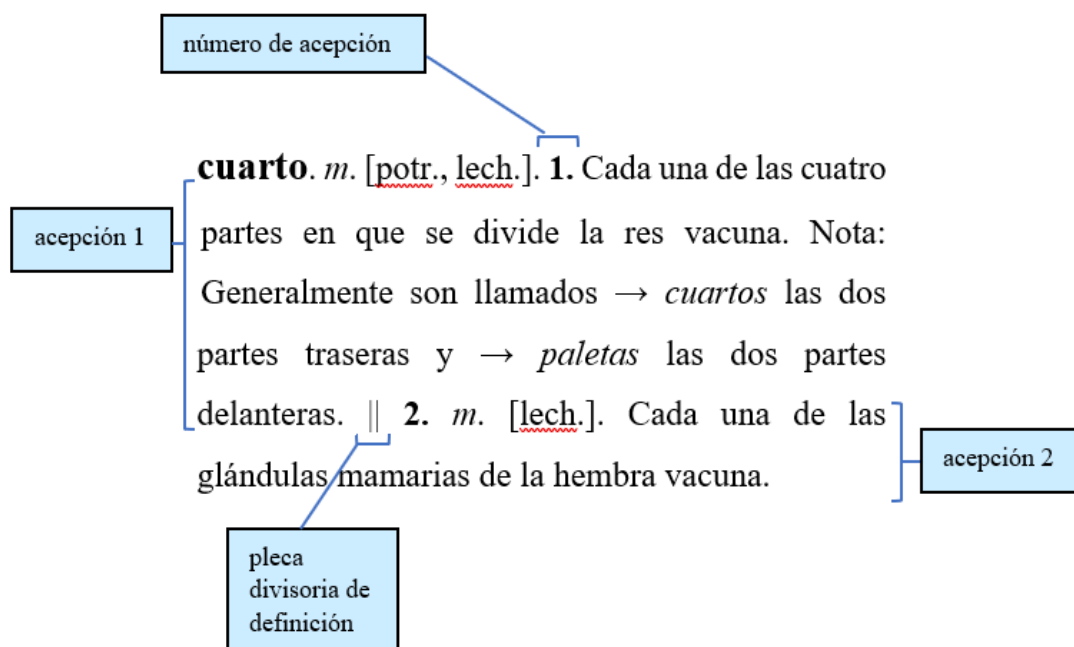 número de acepción
cuarto. m. [potr., lech.]. 1. Cada una de las cuatro
acepción 1
partes en que se divide la res vacuna. Nota:
Generalmente son llamados → cuartos las dos
partes traseras y → paletas las dos partes
delanteras. || 2. m. [lech.]. Cada una de las
acepción 2
glándulas mamarias de la hembra vacuna.
pleca
divisoria de
definición